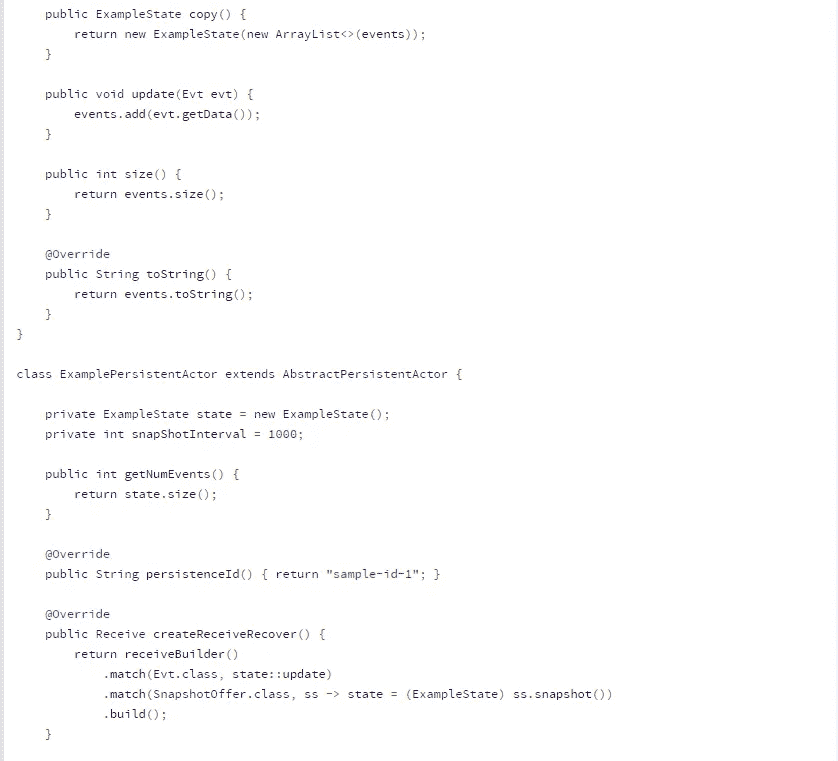 public ExampleState copy() {
return new ExampleState(new ArrayList<>(events));
}
public void update(Evt evt) {
events.add(evt.getData());
}
public int size() {
return events.size();
}
@Override
public String toString() {
return events.toString();
}
}
class ExamplePersistentActor extends AbstractPersistentActor {
private ExampleState state = new ExampleState();
private int snapShotInterval = 1000;
public int getNumEvents() {
return state.size();
}
@Override
public String persistenceId() { return "sample-id-1"; }
@Override
public Receive createReceiveRecover() {
return receiveBuilder()
.match(Evt.class, state::update)
.match(SnapshotOffer.class, ss -> state = (ExampleState) ss.snapshot())
.build();
}